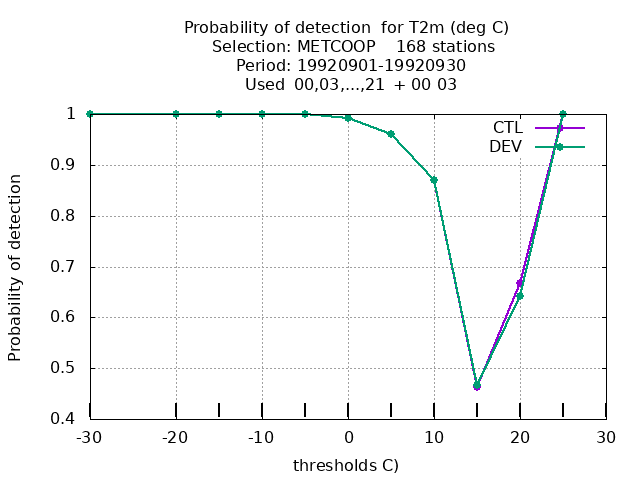 Probability of detection  for T2m (deg C)
Selection: METCOOP    168 stations
Period: 19920901-19920930
Used  00,03,...,21  + 00 03
CTL
DEV
Probability of detection
1
0.9
0.8
0.7
0.6
0.5
0.4
-30
-20
-10
0
10
20
30
thresholds C)